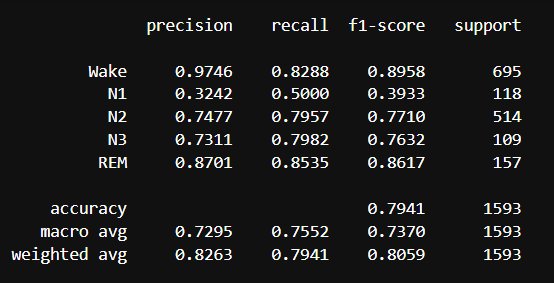 precision recall f1-score support
Wake 0.9746 0.8288 0.8958 695
N1 0.3242 0.5000 0.3933 118
N2 0.7477 0.7957 0.7710 514
N3 0.7311 0.7982 0.7632 109
REM 0.8701 0.8535 0.8617 157
accuracy 0.7941 1593
macro avg 0.7295 0.7552 0.7370 1593
weighted avg 0.8263 0.7941 0.8059 1593